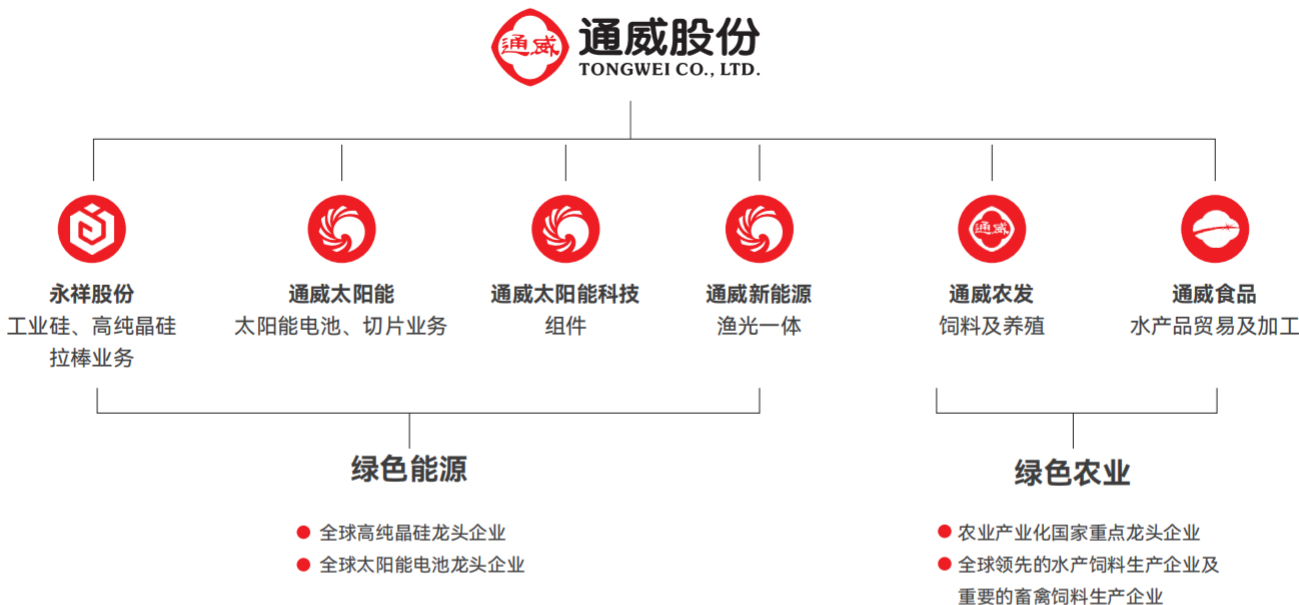 通威
通威股份
TONGWEI CO., LTD.
永祥股份
工业硅、高纯晶硅
拉棒业务
通威太阳能
太阳能电池、切片业务
通威太阳能科技
组件
通威新能源
渔光一体
通威
通威农发
饲料及养殖
通威食品
水产品贸易及加工
绿色能源
全球高纯晶硅龙头企业
全球太阳能电池龙头企业
绿色农业
农业产业化国家重点龙头企业
全球领先的水产饲料生产企业及
重要的畜禽饲料生产企业